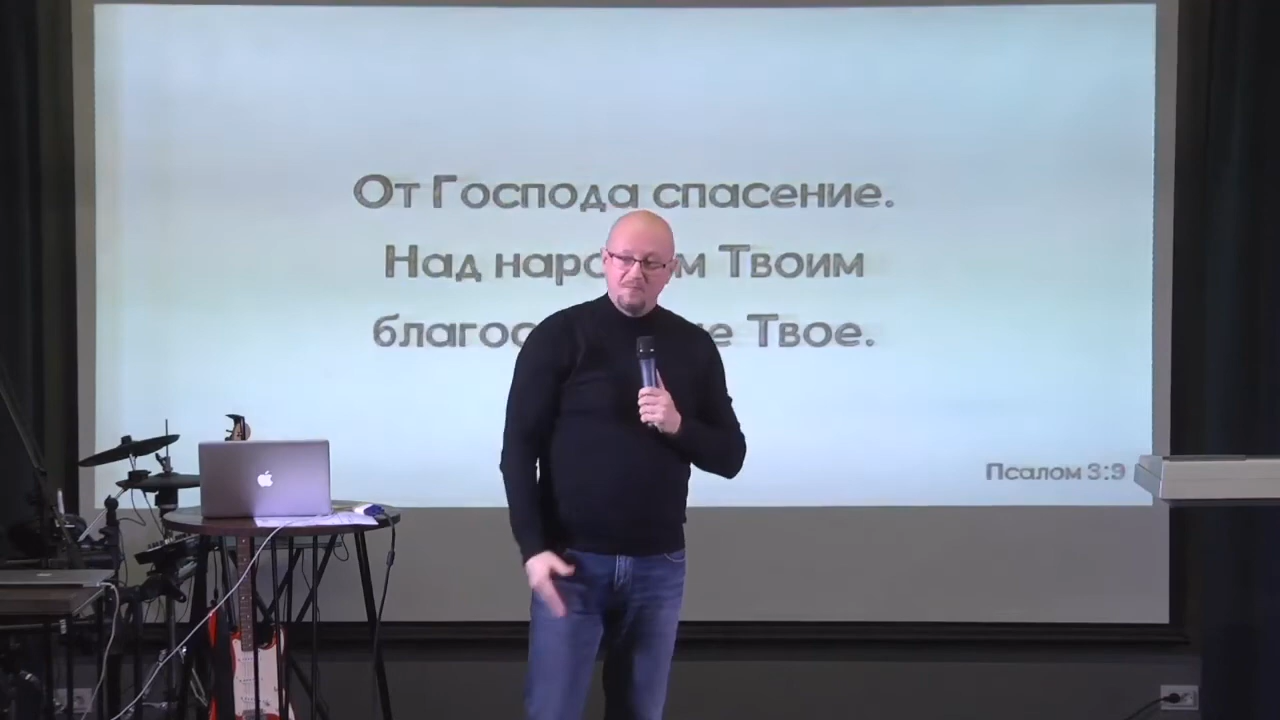 От Господа спасение.
Над Твоим
Твое.
Псалом 3:9